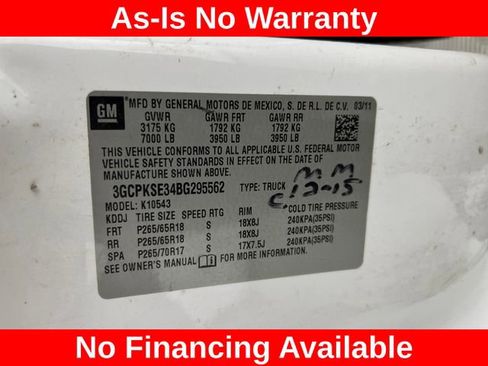 As-Is No Warranty
GM
MFD BY GENERAL MOTORS DE MEXICO, S. DE R.L. DE C.V. 03/11
GVWR GAWR FRT GAWR RR
3175 KG 1792 KG 1792 KG
7000 LB 3950 LB 3950 LB
THIS VEHICLE CONFORMS TO ALL APPLICABLE U.S.
FEDERAL MOTOR VEHICLE SAFETY, BUMPER, AND THEFT
PREVENTION STANDARDS IN EFFECT ON THE DATE OF
MANUFACTURE SHOWN ABOVE.
3GCPKSE34BG295562 TYPE: TRUCK
MM
C 12-15
MODEL: K10543
KDDJ TIRE SIZE SPEED RTG RIM COLD TIRE PRESSURE
FRT P265/65R18 S 18X8J 240KPA(35PSI)
RR P265/65R18 S 18X8J 240KPA(35PSI)
SPA P265/70R17 S 17X7.5J 240KPA(35PSI)
SEE OWNER'S MANUAL FOR MORE INFORMATION.
No Financing Available